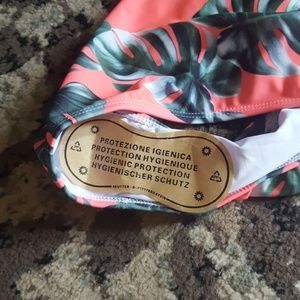 PROTEZIONE IGIENICA
PROTECTION HYGIENIQUE
HYGIENIC PROTECTION
HYGIENISCHER SCHUTZ